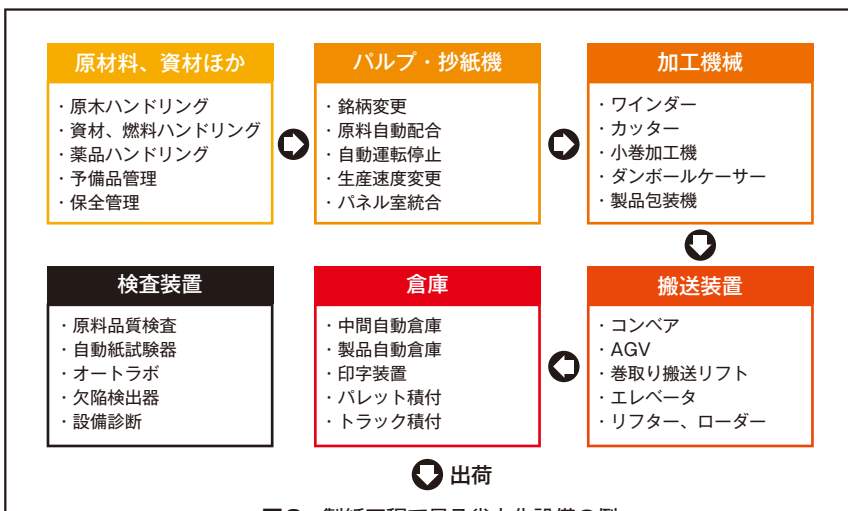 原材料、資材ほか
・原木ハンドリング
・資材、燃料ハンドリング
・薬品ハンドリング
・予備品管理
・保全管理
パルプ・抄紙機
・銘柄変更
・原料自動配合
・自動運転停止
・生産速度変更
・パネル室統合
加工機械
・ワインダー
・カッター
・小巻加工機
・ダンボールケーサー
・製品包装機
搬送装置
・コンベア
・AGV
・巻取り搬送リフト
・エレベータ
・リフター、ローダー
倉庫
・中間自動倉庫
・製品自動倉庫
・印字装置
・パレット積付
・トラック積付
検査装置
・原料品質検査
・自動紙試験器
・オートラボ
・欠陥検出器
・設備診断
出荷